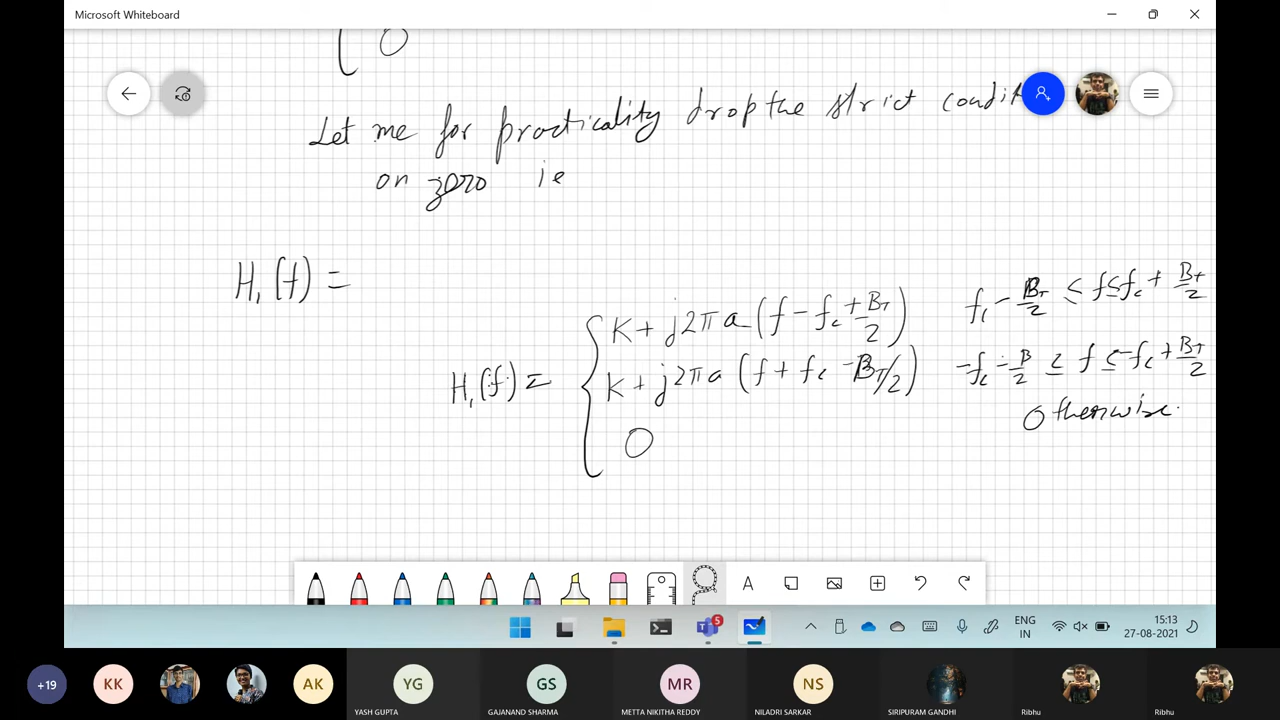 Microsoft Whiteboard
0
Let me for practicality drop the strict condit
on zero ie
H₁(f) =
K + j2πa (f - fc + BT/2) fc - BT/2 ≤ f ≤ fc + BT/2
H₁(f) = K + j2πa (f + fc - BT/2) -fc - B/2 ≤ f ≤ -fc + BT/2
0 Otherwise.
A
ENG
IN
15:13
27-08-2021
5
+19 KK AK YG GS MR NS
YASH GUPTA GAJANAND SHARMA METTA NIKITHA REDDY NILADRI SARKAR SIRIPURAM GANDHI Ribhu Ribhu